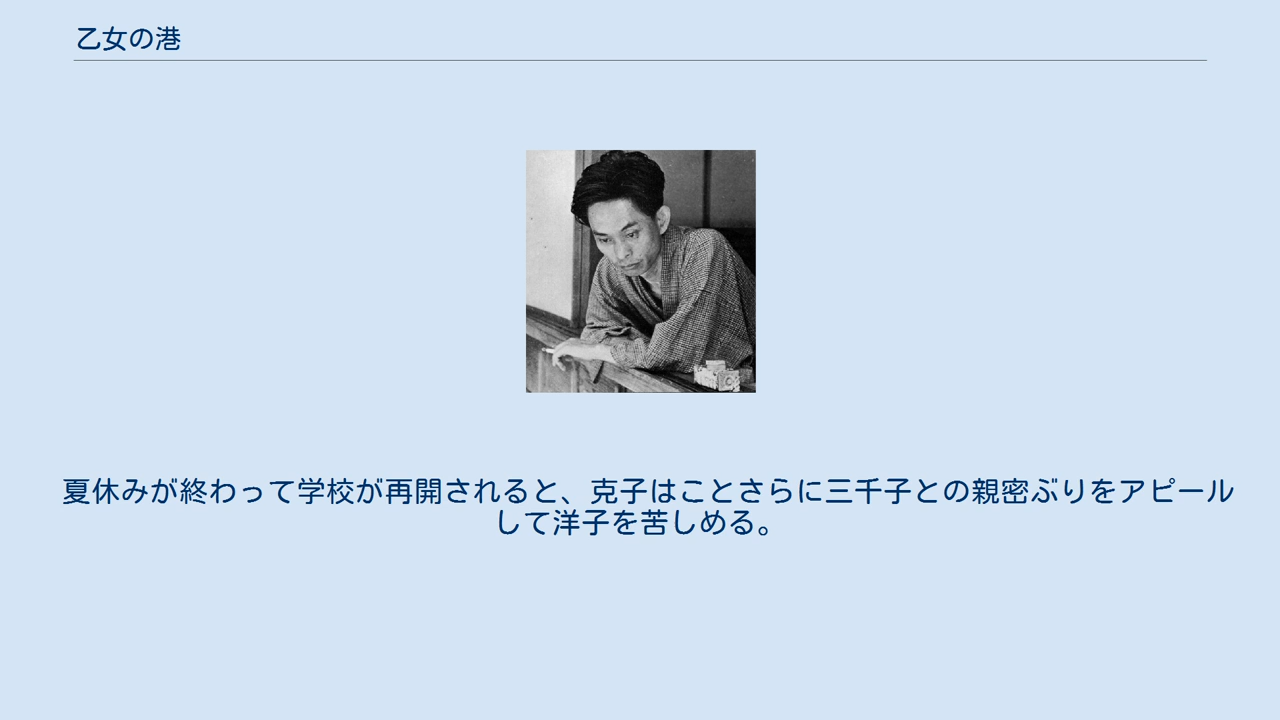 乙女の港
夏休みが終わって学校が再開されると、克子はことさらに三千子との親密ぶりをアピール
して洋子を苦しめる。